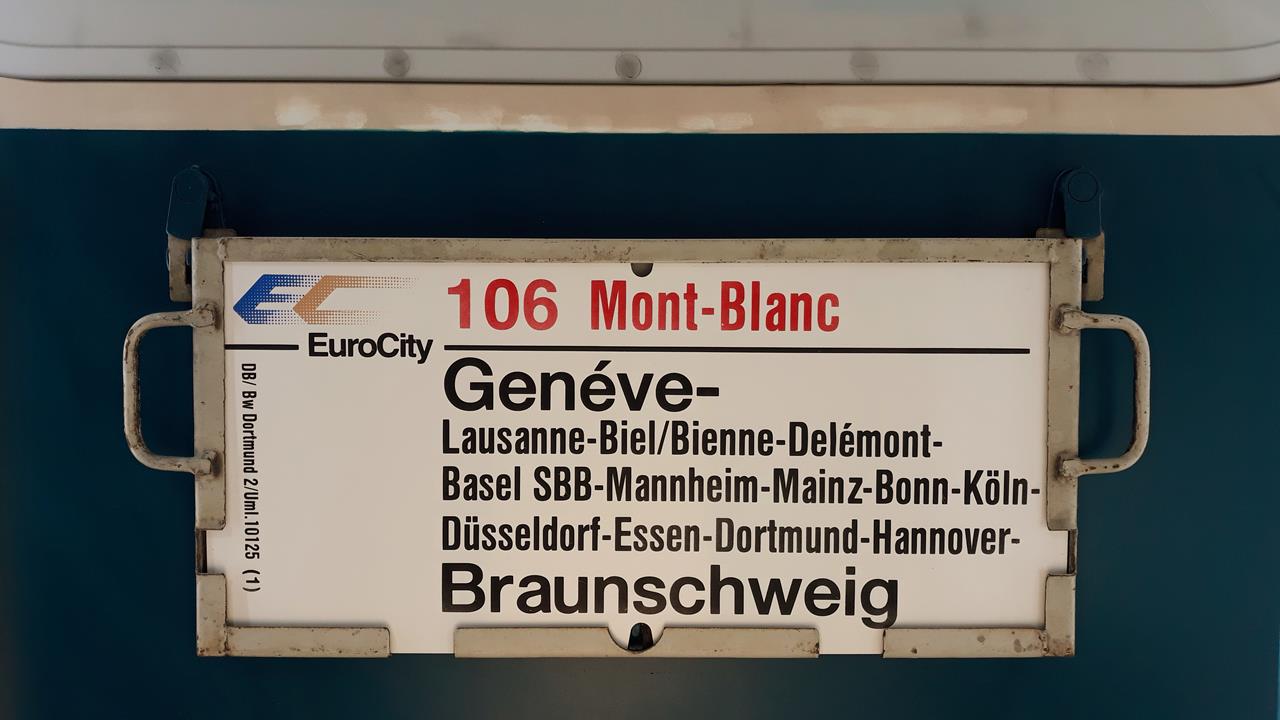 EC
106 Mont-Blanc
EuroCity
Genéve-
Lausanne-Biel/Bienne-Delémont-
Basel SBB-Mannheim-Mainz-Bonn-Köln-
Düsseldorf-Essen-Dortmund-Hannover-
Braunschweig
DB/ Bw Dortmund 2/Uml.10125 (1)